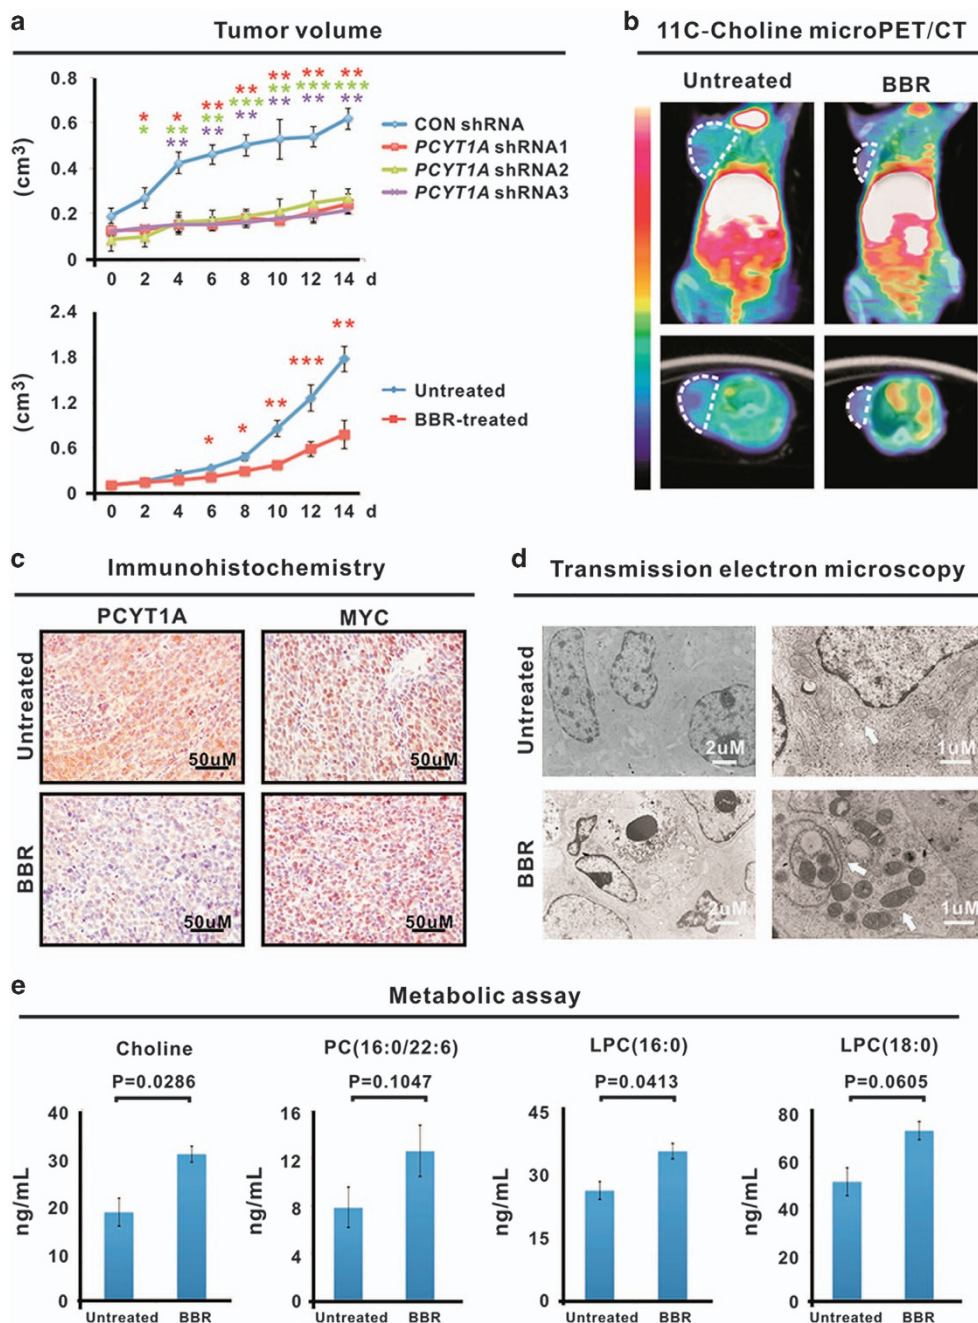 a
Tumor volume
0.8
0.6
0.4
0.2
0
(cm³)
** ** **
* * ** ** ** *** ***
* ** ** *** ** ** **
** ** **
CON shRNA
PCYT1A shRNA1
PCYT1A shRNA2
PCYT1A shRNA3
0 2 4 6 8 10 12 14 d
2.4
1.8
1.2
0.6
0
(cm³)
* * ** *** **
Untreated
BBR-treated
0 2 4 6 8 10 12 14 d
b
11C-Choline microPET/CT
Untreated BBR
c
Immunohistochemistry
PCYT1A MYC
Untreated
50uM 50uM
BBR
50uM 50uM
d
Transmission electron microscopy
Untreated
2uM 1uM
BBR
2uM 1uM
e
Metabolic assay
Choline
P=0.0286
40
30
20
10
0
ng/mL
Untreated BBR
PC(16:0/22:6)
P=0.1047
16
12
8
4
0
ng/mL
Untreated BBR
LPC(16:0)
P=0.0413
45
30
15
0
ng/mL
Untreated BBR
LPC(18:0)
P=0.0605
80
60
40
20
0
ng/mL
Untreated BBR